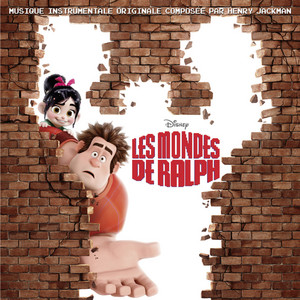 MUSIQUE INSTRUMENTALE ORIGINALE COMPOSÉE PAR HENRY JACKMAN
Disney
LES MONDES
DE RALPH